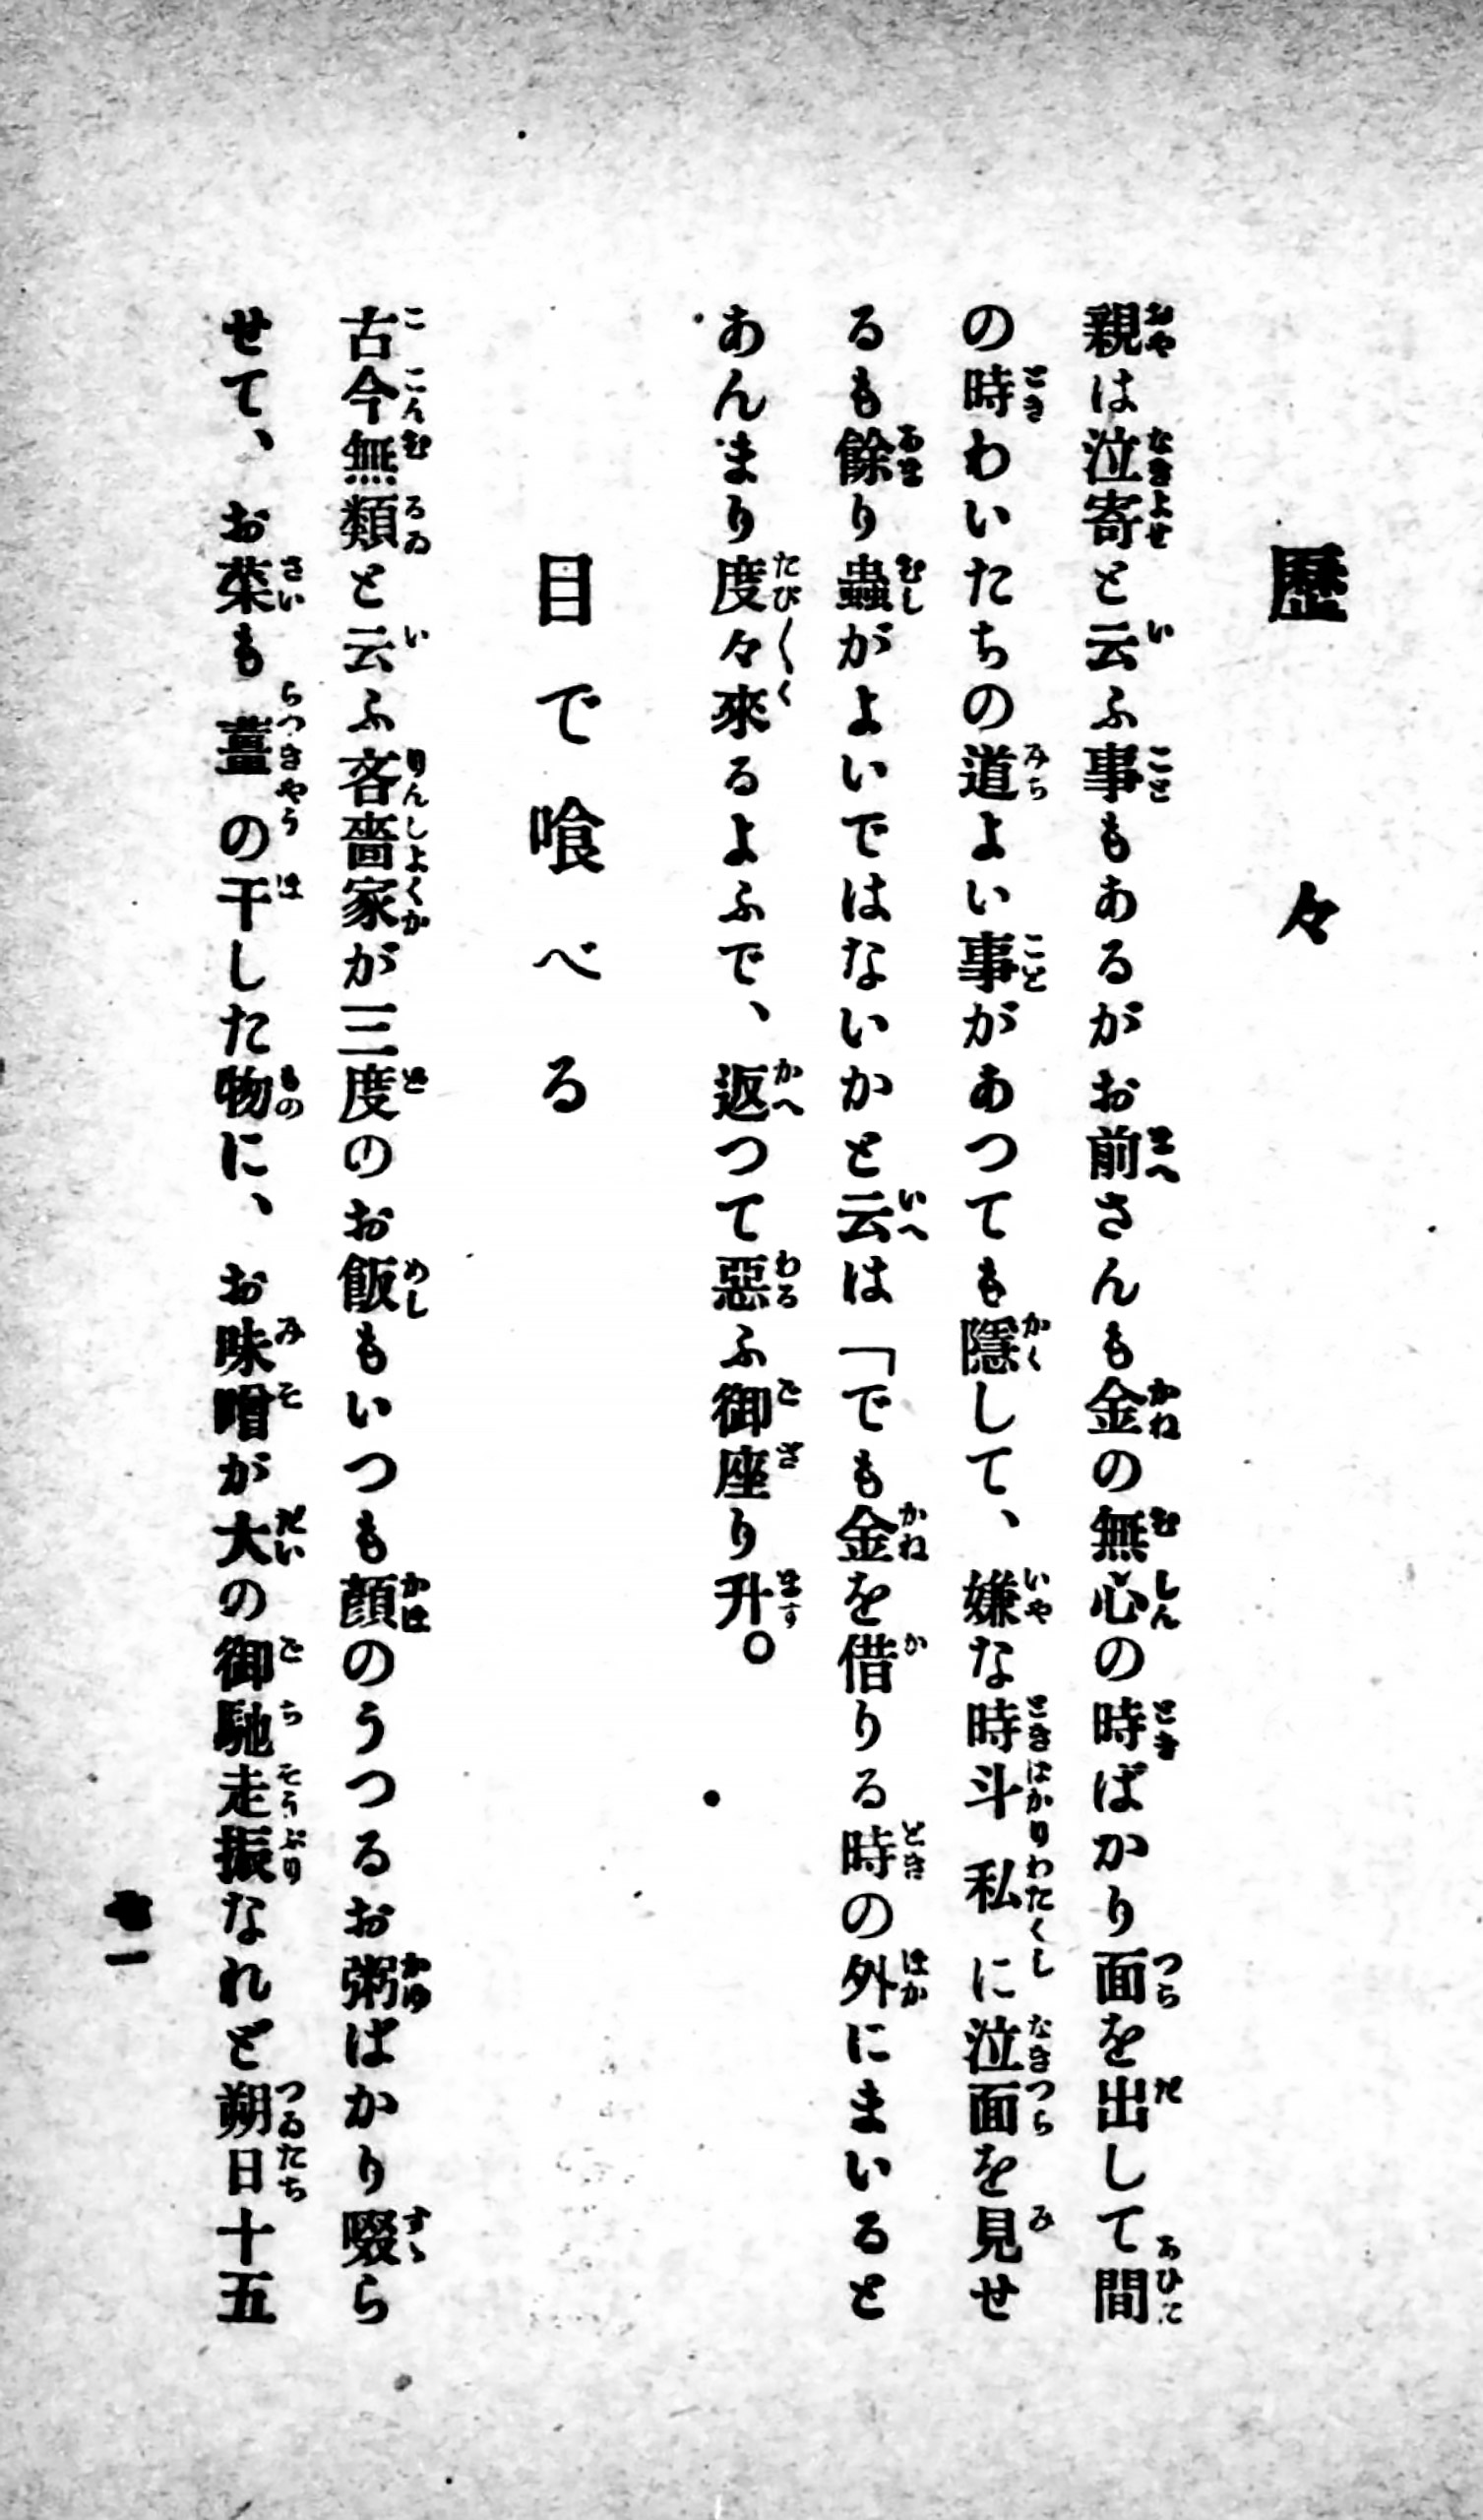 歷々
親は泣寄と云ふ事もあるがお前さんも金の無心の時ばかり面を出して間
の時わいたちの道よい事があつても隱して、嫌な時斗私に泣面を見せ
るも餘り蟲がよいではないかと云は「でも金を借りる時の外にまいると
あんまり度々來るよふで、返つて惡ふ御座り升。
目で喰べる
古今無類と云ふ吝嗇家が三度のお飯もいつも顏のうつるお粥ばかり啜ら
せて、お菜も薑の干した物に、お味噌が大の御馳走振なれど朔日十五
七一